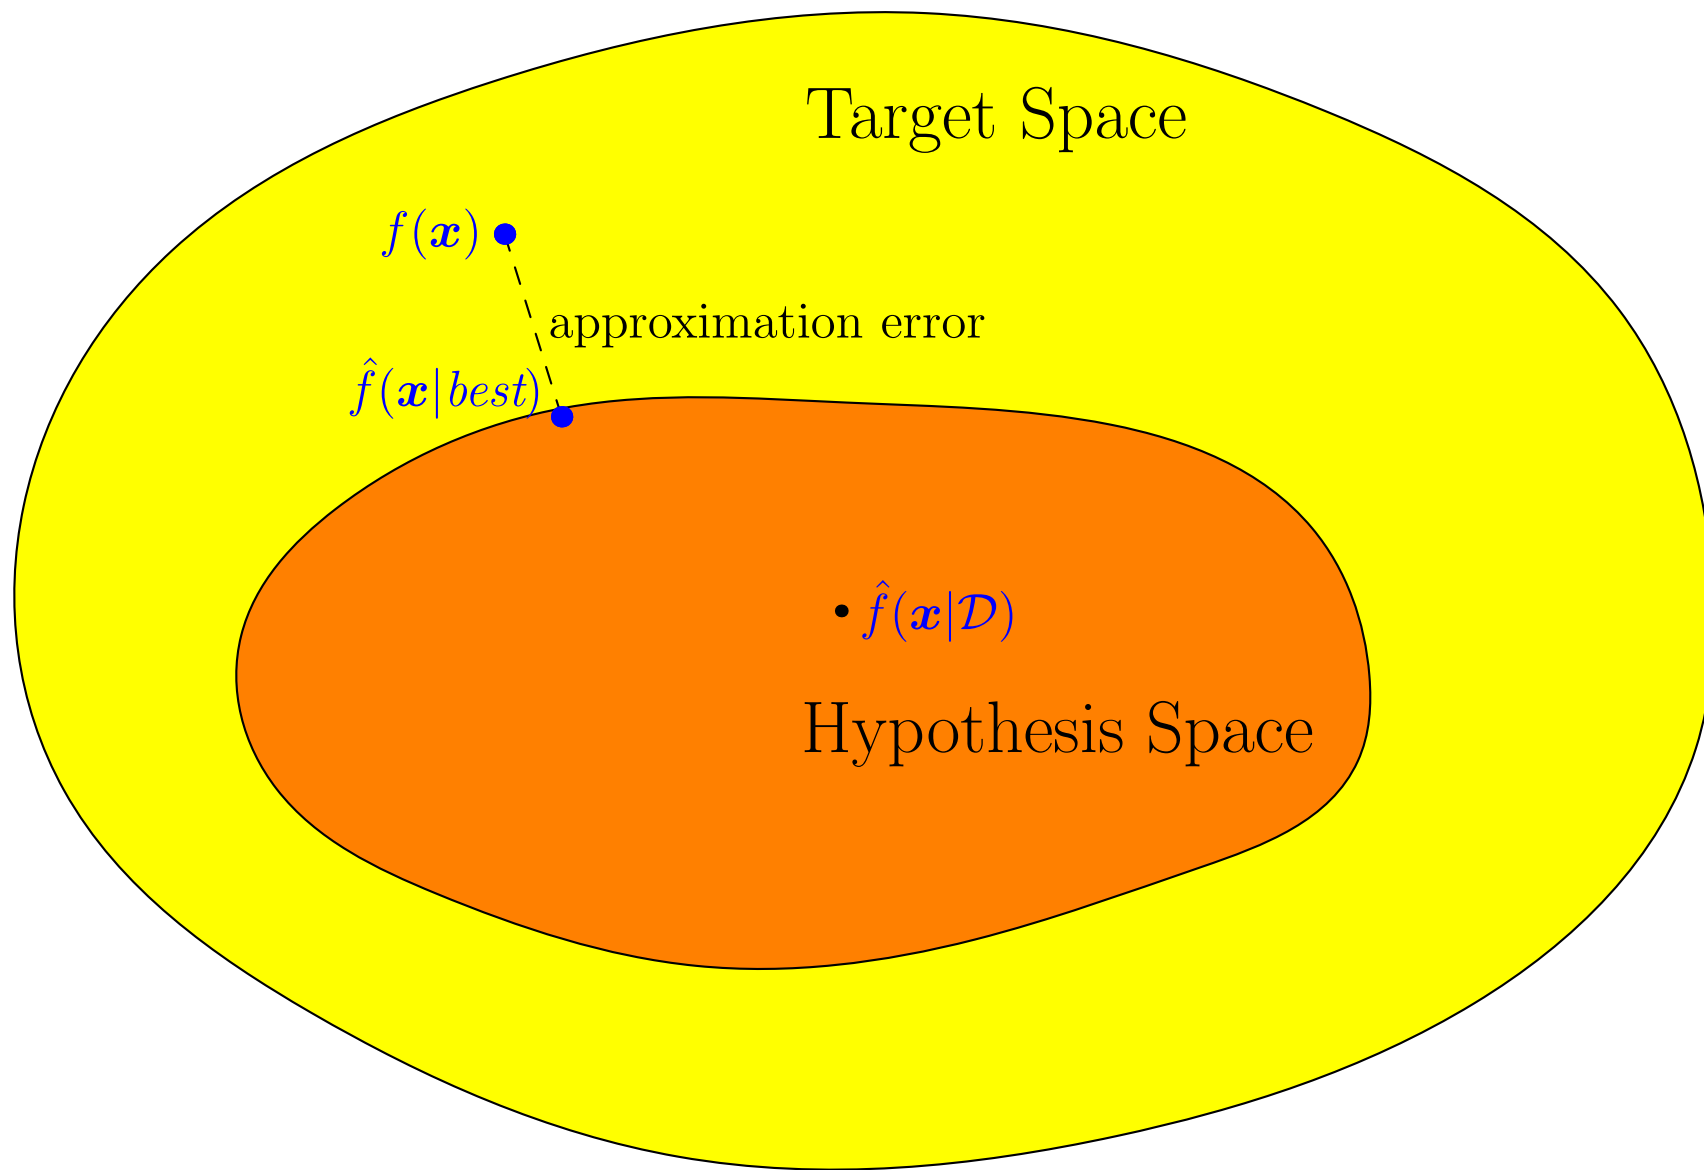 Target Space
f(x)
approximation error
f̂(x|best)
f̂(x|𝒟)
Hypothesis Space